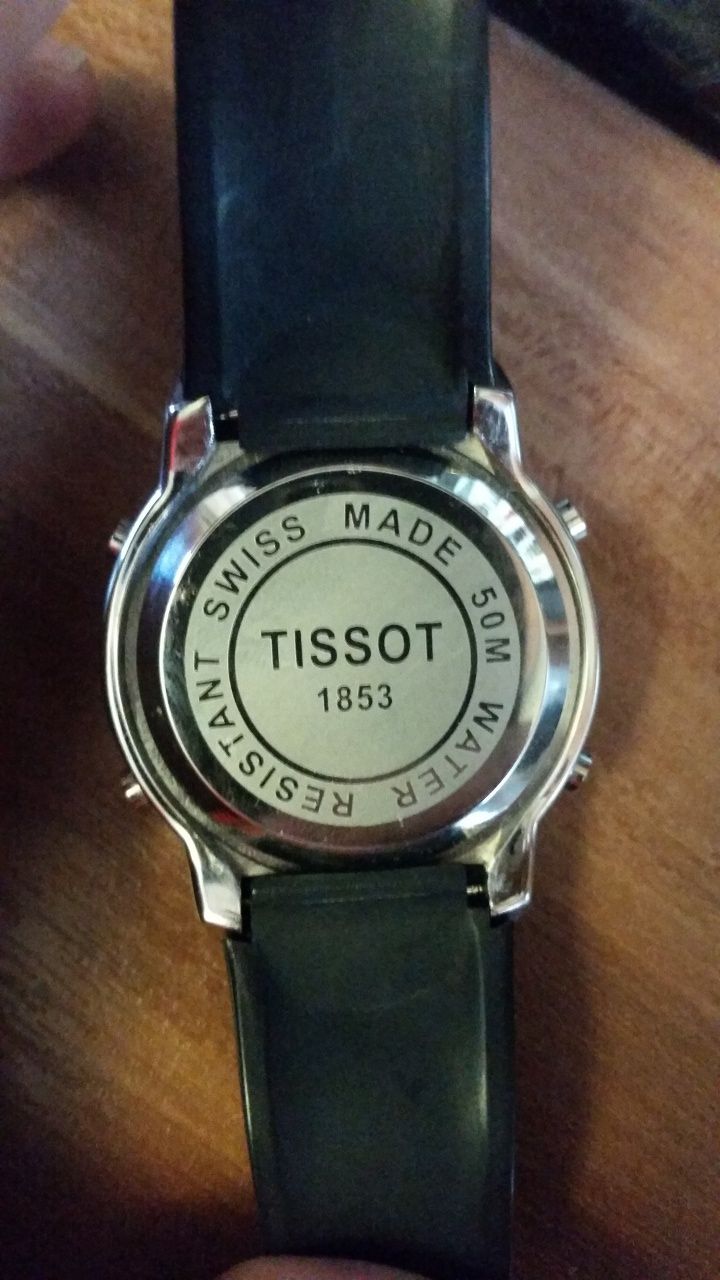 SWISS MADE 50M WATER RESISTANT
TISSOT
1853